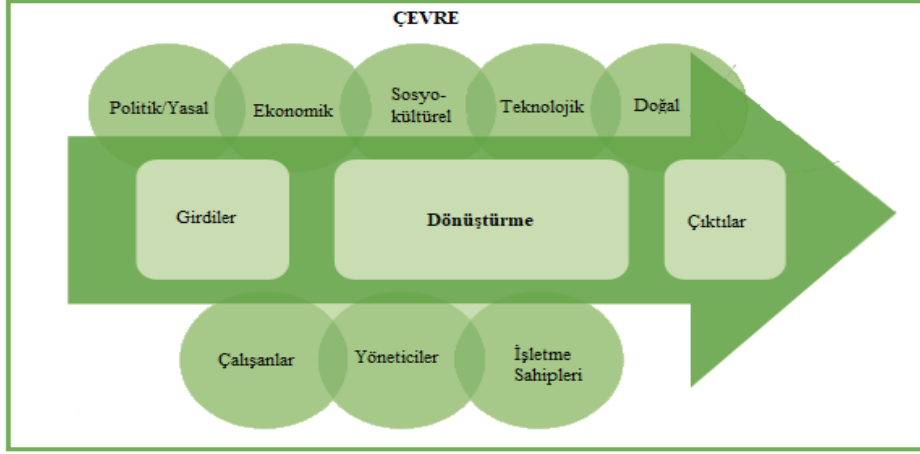 ÇEVRE
Politik/Yasal
Ekonomik
Sosyo-
kültürel
Teknolojik
Doğal
Girdiler
Dönüştürme
Çıktılar
Çalışanlar
Yöneticiler
İşletme
Sahipleri